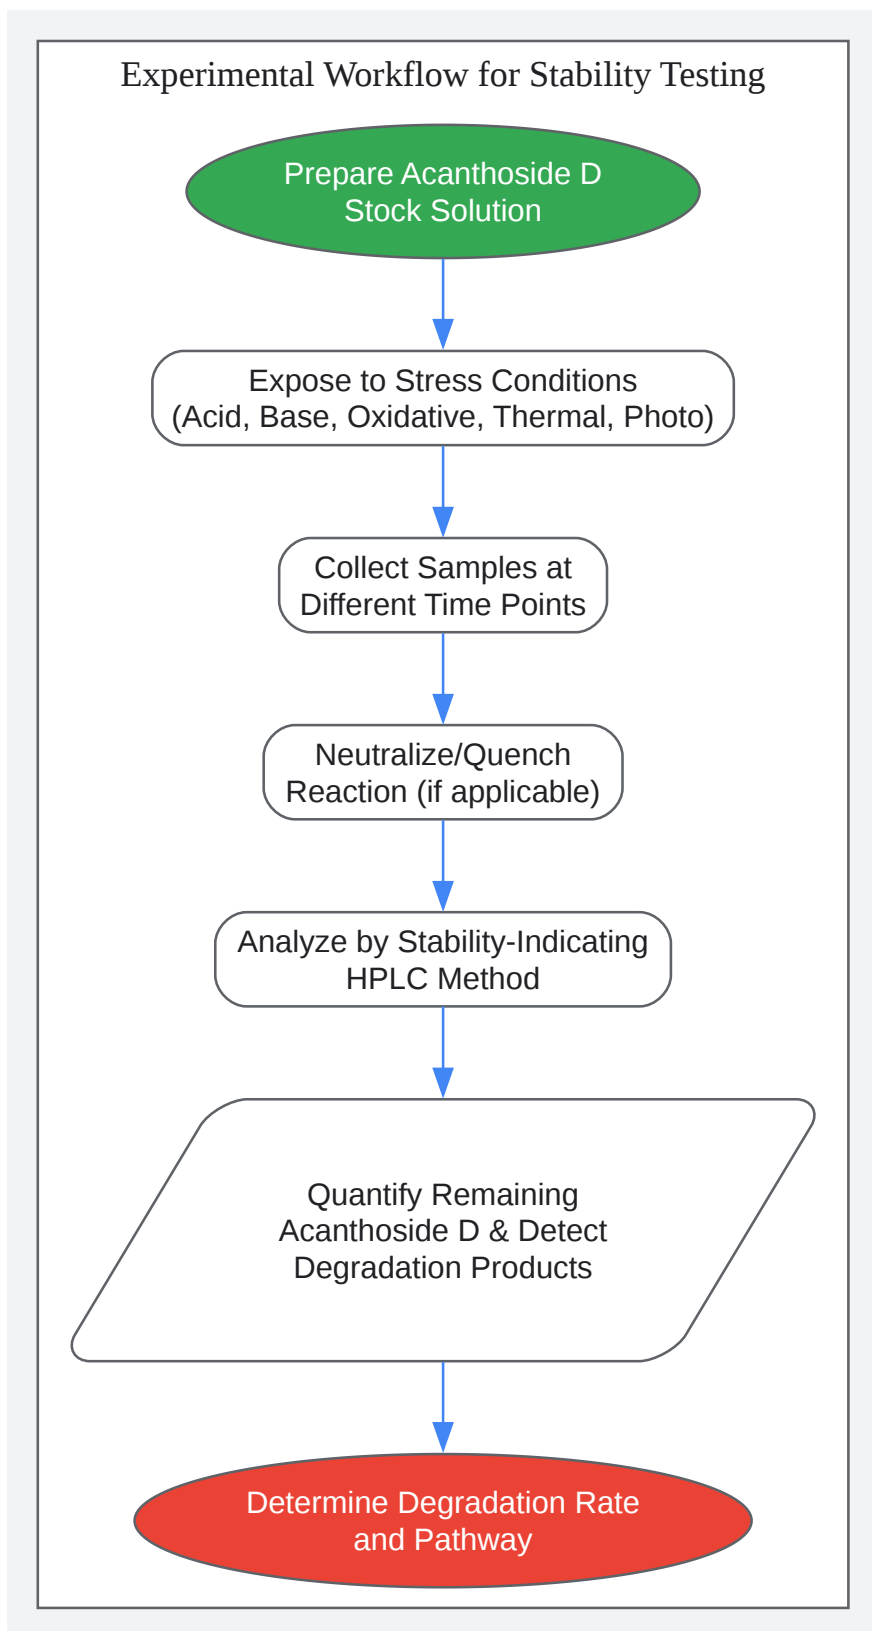 Experimental Workflow for Stability Testing
Prepare Acanthoside D
Stock Solution
Expose to Stress Conditions
(Acid, Base, Oxidative, Thermal, Photo)
Collect Samples at
Different Time Points
Neutralize/Quench
Reaction (if applicable)
Analyze by Stability-Indicating
HPLC Method
Quantify Remaining
Acanthoside D & Detect
Degradation Products
Determine Degradation Rate
and Pathway